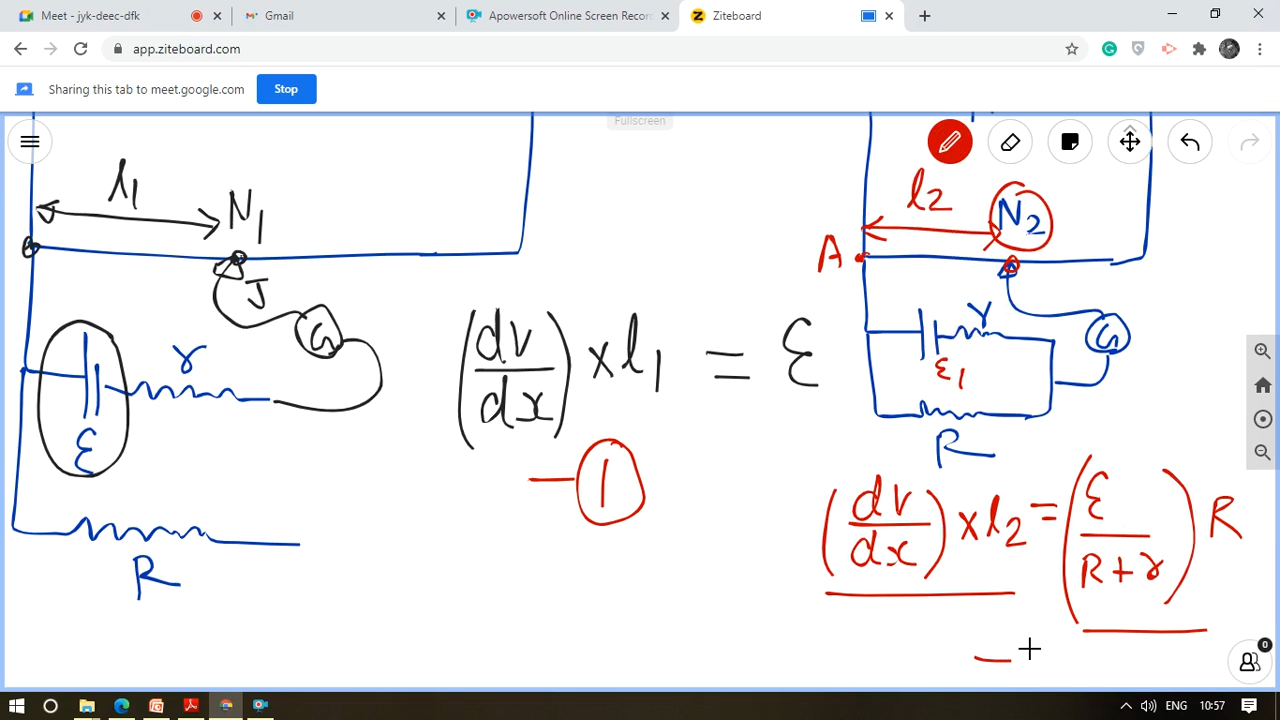 Meet - jyk-deec-dfk
Gmail
Apowersoft Online Screen Recor
Ziteboard
app.ziteboard.com
Sharing this tab to meet.google.com
Stop
Fullscreen
l1
N1
J
G
r
ε
R
(dv/dx) × l1 = ε
— 1
l2
N2
A
r
G
ε1
R
(dv/dx) × l2 = (ε/R+r) R
0
ENG
10:57